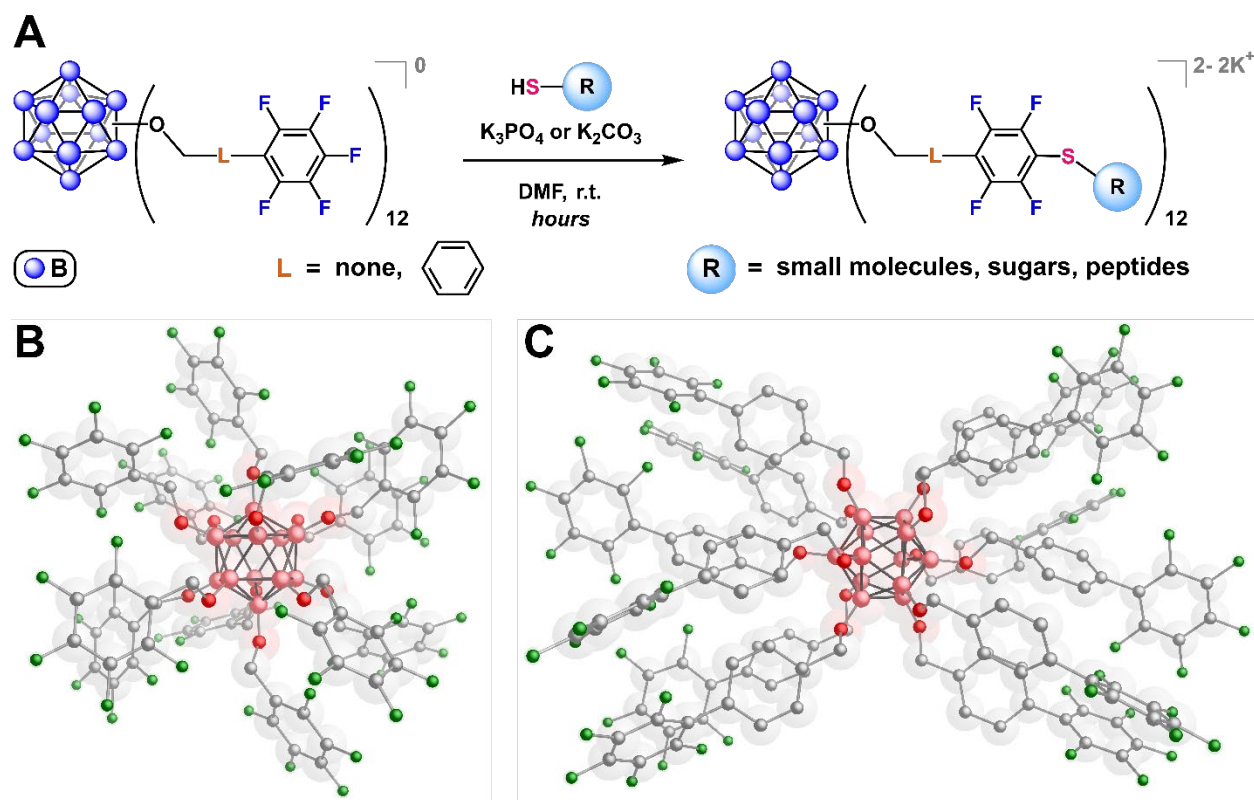 A
0
2- 2K⁺
HS R
K₃PO₄ or K₂CO₃
DMF, r.t.
hours
O L F F F F F 12
O L F F F F S R 12
B
L = none,
R = small molecules, sugars, peptides
B
C